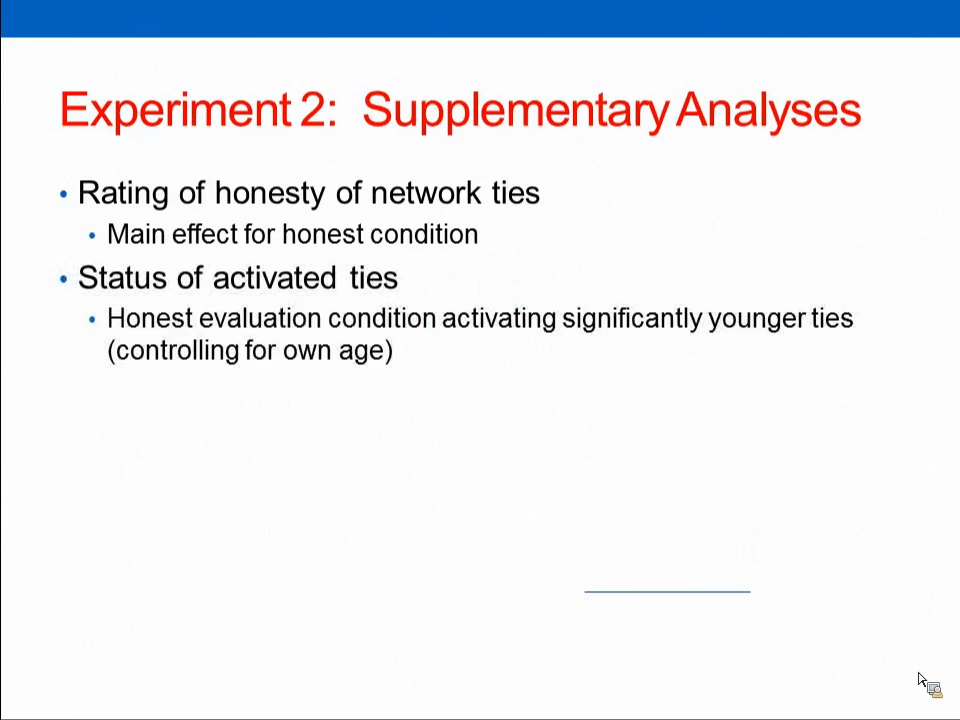 Experiment 2: Supplementary Analyses
• Rating of honesty of network ties
• Main effect for honest condition
• Status of activated ties
• Honest evaluation condition activating significantly younger ties
(controlling for own age)